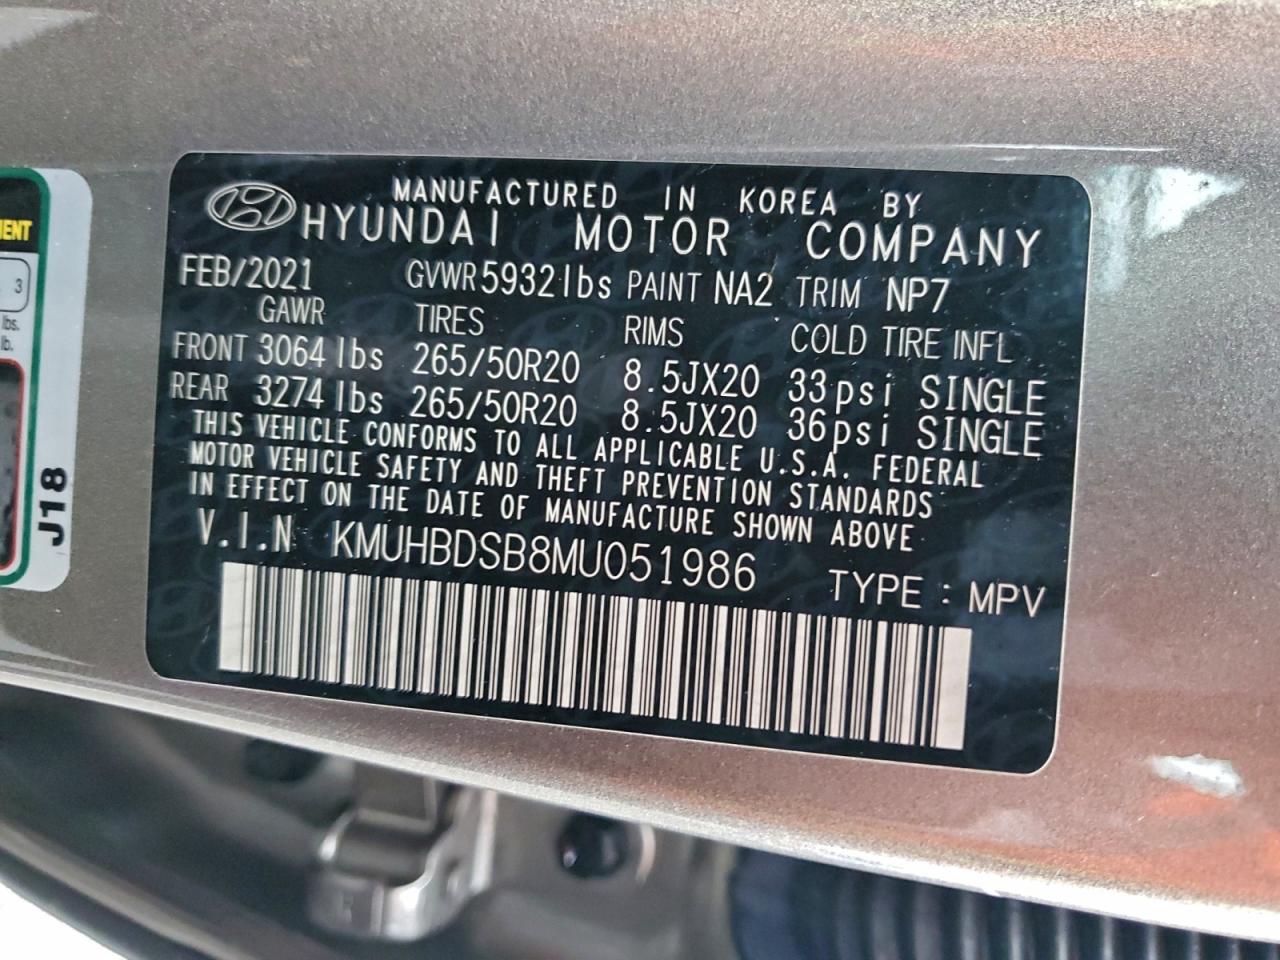 MANUFACTURED IN KOREA BY
HYUNDAI MOTOR COMPANY
FEB/2021 GVWR 5932 lbs PAINT NA2 TRIM NP7
GAWR TIRES RIMS COLD TIRE INFL
FRONT 3064 lbs 265/50R20 8.5JX20 33psi SINGLE
REAR 3274 lbs 265/50R20 8.5JX20 36psi SINGLE
THIS VEHICLE CONFORMS TO ALL APPLICABLE U.S.A. FEDERAL
MOTOR VEHICLE SAFETY AND THEFT PREVENTION STANDARDS
IN EFFECT ON THE DATE OF MANUFACTURE SHOWN ABOVE
V.I.N KMUHBDSB8MU051986 TYPE : MPV
3
lbs.
lb.
J18